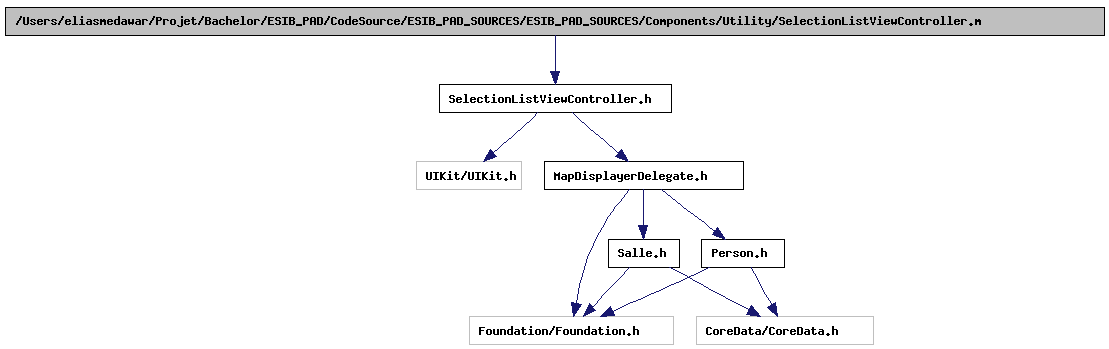 /Users/eliasmedawar/Projet/Bachelor/ESIB_PAD/CodeSource/ESIB_PAD_SOURCES/ESIB_PAD_SOURCES/Components/Utility/SelectionListViewController.m
SelectionListViewController.h
UIKit/UIKit.h
MapDisplayerDelegate.h
Salle.h
Person.h
Foundation/Foundation.h
CoreData/CoreData.h